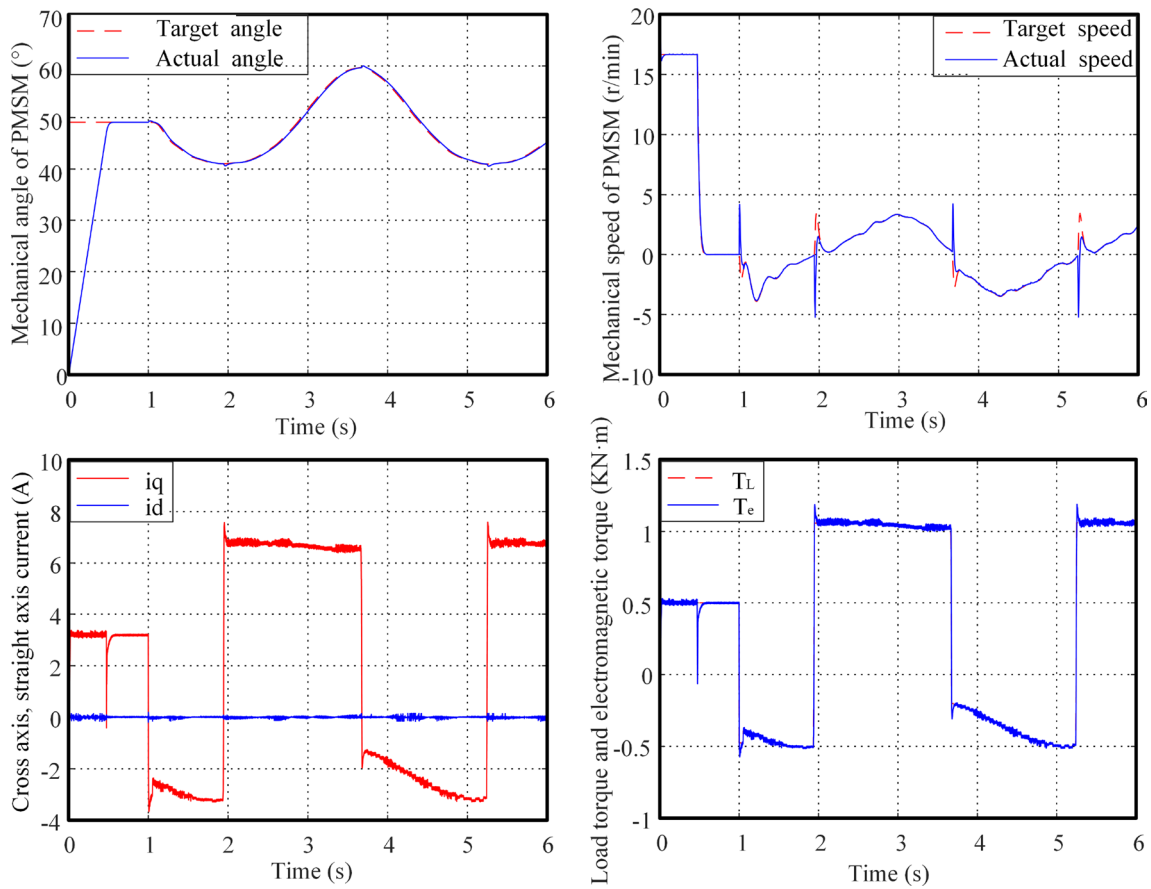 Mechanical angle of PMSM (°)
70
60
50
40
30
20
10
0
Target angle
Actual angle
0 1 2 3 4 5 6
Time (s)
Mechanical speed of PMSM (r/min)
20
15
10
5
0
-5
-10
Target speed
Actual speed
0 1 2 3 4 5 6
Time (s)
Cross axis, straight axis current (A)
10
8
6
4
2
0
-2
-4
iq
id
0 1 2 3 4 5 6
Time (s)
Load torque and electromagnetic torque (KN·m)
1.5
1
0.5
0
-0.5
-1
TL
Te
0 1 2 3 4 5 6
Time (s)